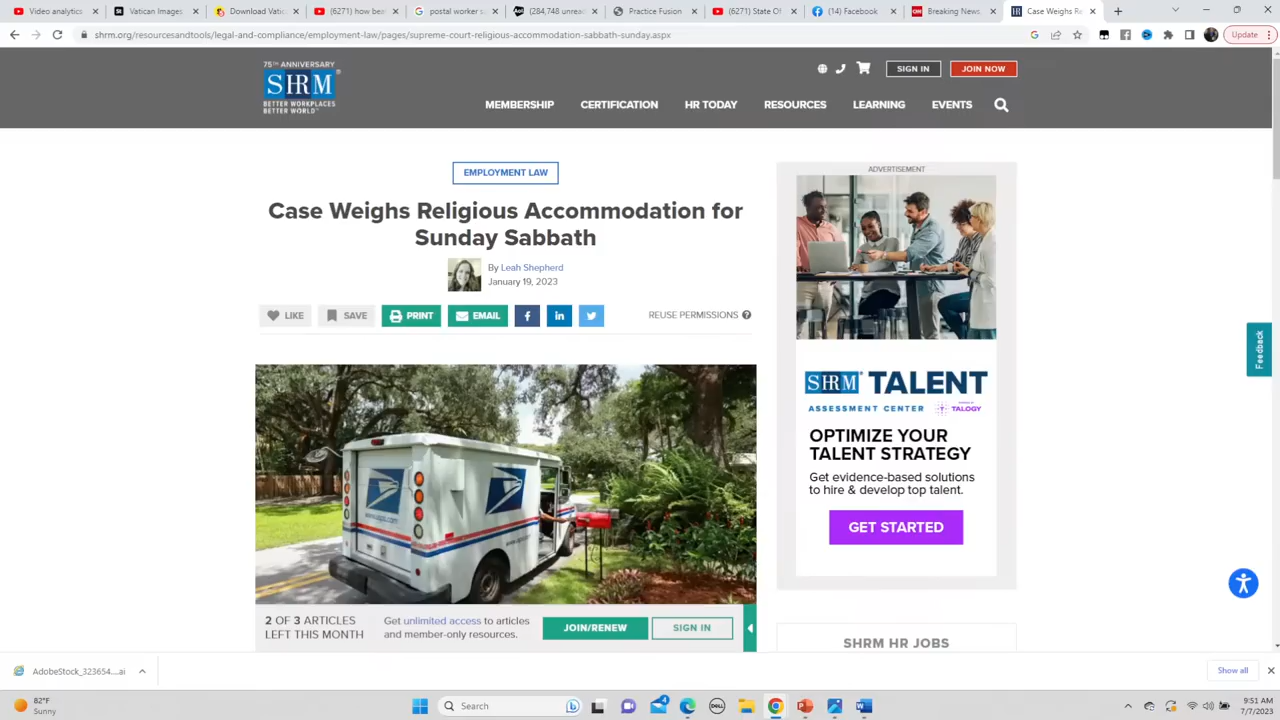 Video analytics
Vatican Images
Download Vatic
(6271) how bee
postal worker s
(284,748 unrea
Practice Fusion
(6271) State Of
(14) Facebook
Breaking News
Case Weighs Re
shrm.org/resourcesandtools/legal-and-compliance/employment-law/pages/supreme-court-religious-accommodation-sabbath-sunday.aspx
Update
75TH ANNIVERSARY
SHRM
BETTER WORKPLACES
BETTER WORLD™
SIGN IN
JOIN NOW
MEMBERSHIP
CERTIFICATION
HR TODAY
RESOURCES
LEARNING
EVENTS
EMPLOYMENT LAW
Case Weighs Religious Accommodation for
Sunday Sabbath
By Leah Shepherd
January 19, 2023
LIKE
SAVE
PRINT
EMAIL
REUSE PERMISSIONS
2 OF 3 ARTICLES
LEFT THIS MONTH
Get unlimited access to articles
and member-only resources.
JOIN/RENEW
SIGN IN
ADVERTISEMENT
SHRM TALENT
ASSESSMENT CENTER
TALOGY
OPTIMIZE YOUR
TALENT STRATEGY
Get evidence-based solutions
to hire & develop top talent.
GET STARTED
SHRM HR JOBS
Feedback
AdobeStock_323654....ai
Show all
82°F
Sunny
Search
4
DELL
9:51 AM
7/7/2023